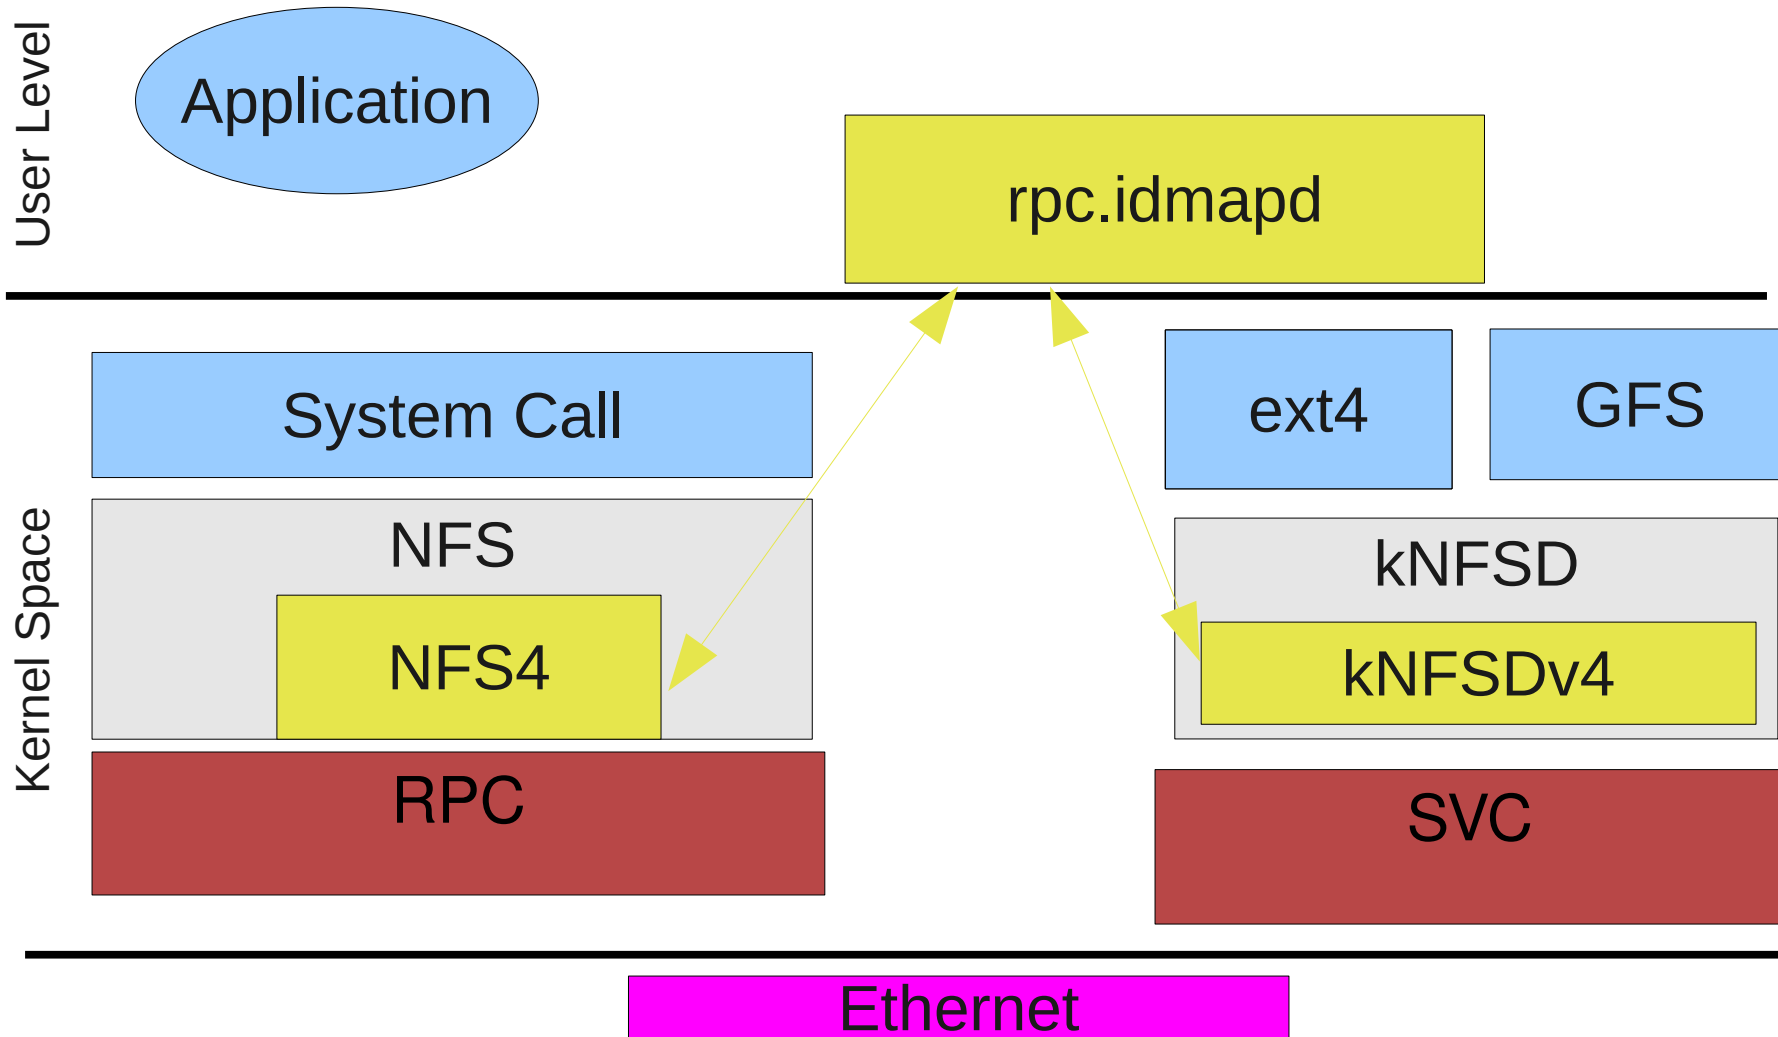 User Level
Application
rpc.idmapd
Kernel Space
System Call
ext4
GFS
NFS
kNFSD
NFS4
kNFSDv4
RPC
SVC
Ethernet